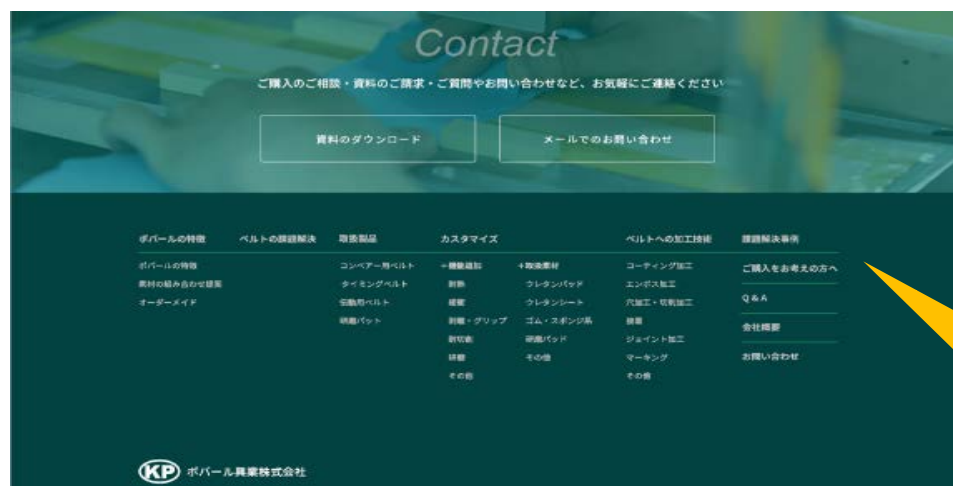 Contact
ご購入のご相談・資料のご請求・ご質問やお問い合わせなど、お気軽にご連絡ください
資料のダウンロード
メールでのお問い合わせ
ポバールの特徴
ポバールの特徴
素材の組み合わせ提案
オーダーメイド
ベルトの課題解決
取扱製品
コンベアー用ベルト
タイミングベルト
伝動用ベルト
研磨パット
カスタマイズ
+機能追加
耐熱
緩衝
耐磨・グリップ
耐切創
研磨
その他
+取扱素材
ウレタンパッド
ウレタンシート
ゴム・スポンジ系
研磨パッド
その他
ベルトへの加工技術
コーティング加工
エンボス加工
穴加工・切削加工
接着
ジョイント加工
マーキング
その他
課題解決事例
ご購入をお考えの方へ
Q&A
会社概要
お問い合わせ
KP ポバール興業株式会社